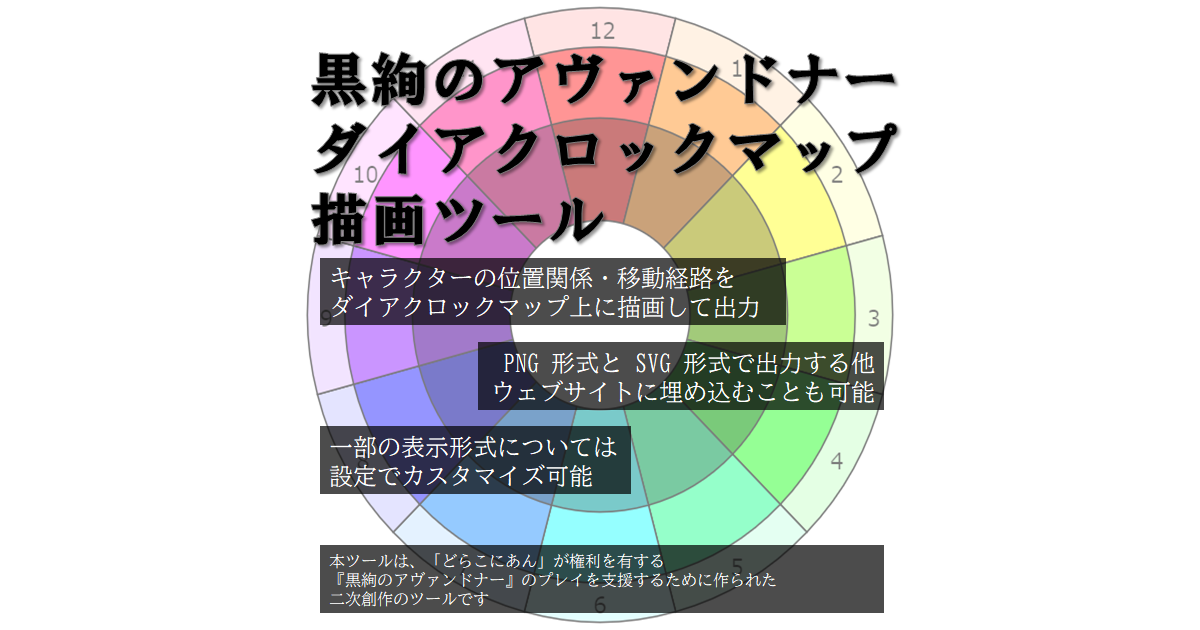 12
1
黒絢のアヴァンドナー
ダイアクロックマップ
描画ツール
10
2
キャラクターの位置関係・移動経路を
ダイアクロックマップ上に描画して出力
9
3
PNG 形式と SVG 形式で出力する他
ウェブサイトに埋め込むことも可能
一部の表示形式については
設定でカスタマイズ可能
4
本ツールは、「どらこにあん」が権利を有する
『黒絢のアヴァンドナー』のプレイを支援するために作られた
二次創作のツールです
5
6